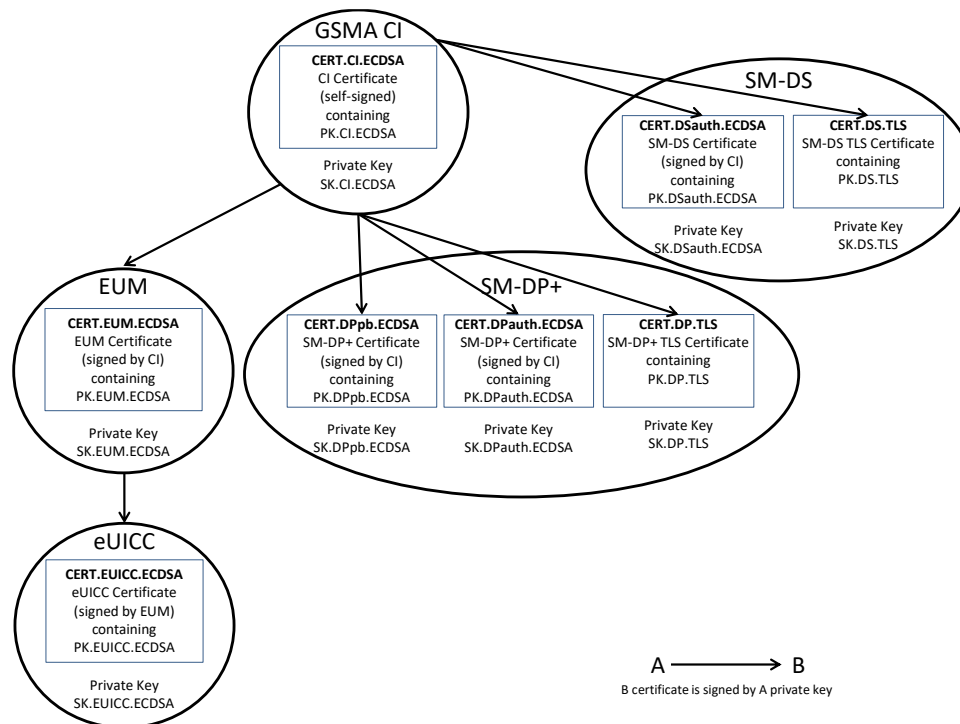 GSMA CI
CERT.CI.ECDSA
CI Certificate
(self-signed)
containing
PK.CI.ECDSA
Private Key
SK.CI.ECDSA
SM-DS
CERT.DSauth.ECDSA
SM-DS Certificate
(signed by CI)
containing
PK.DSauth.ECDSA
Private Key
SK.DSauth.ECDSA
CERT.DS.TLS
SM-DS TLS Certificate
containing
PK.DS.TLS
Private Key
SK.DS.TLS
EUM
CERT.EUM.ECDSA
EUM Certificate
(signed by CI)
containing
PK.EUM.ECDSA
Private Key
SK.EUM.ECDSA
SM-DP+
CERT.DPpb.ECDSA
SM-DP+ Certificate
(signed by CI)
containing
PK.DPpb.ECDSA
Private Key
SK.DPpb.ECDSA
CERT.DPauth.ECDSA
SM-DP+ Certificate
(signed by CI)
containing
PK.DPauth.ECDSA
Private Key
SK.DPauth.ECDSA
CERT.DP.TLS
SM-DP+ TLS Certificate
containing
PK.DP.TLS
Private Key
SK.DP.TLS
eUICC
CERT.EUICC.ECDSA
eUICC Certificate
(signed by EUM)
containing
PK.EUICC.ECDSA
Private Key
SK.EUICC.ECDSA
A B
B certificate is signed by A private key